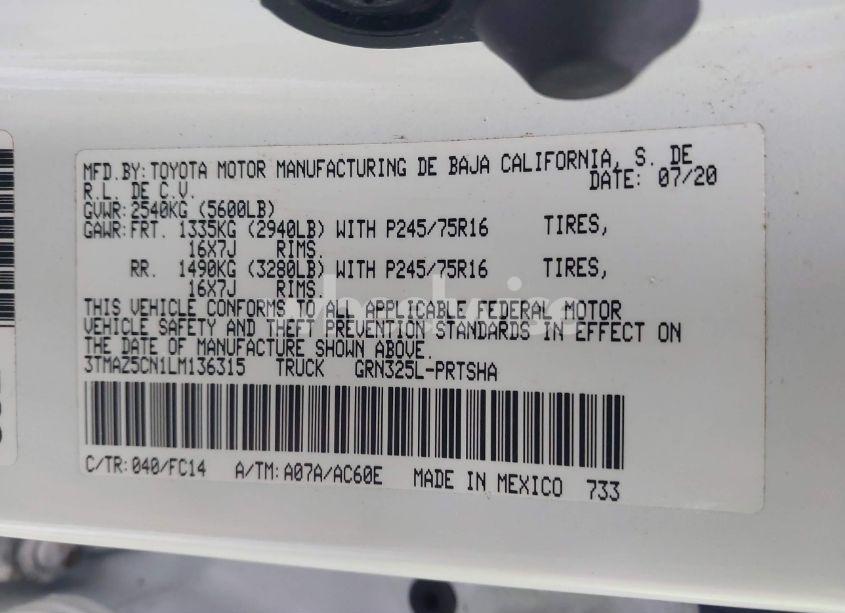 MFD.BY: TOYOTA MOTOR MANUFACTURING DE BAJA CALIFORNIA, S. DE
R.L. DE C.V. DATE: 07/20
GVWR: 2540KG (5600LB)
GAWR: FRT. 1335KG (2940LB) WITH P245/75R16 TIRES,
16X7J RIMS.
RR. 1490KG (3280LB) WITH P245/75R16 TIRES,
16X7J RIMS.
THIS VEHICLE CONFORMS TO ALL APPLICABLE FEDERAL MOTOR
VEHICLE SAFETY AND THEFT PREVENTION STANDARDS IN EFFECT ON
THE DATE OF MANUFACTURE SHOWN ABOVE.
3TMAZ5CN1LM136315 TRUCK GRN325L-PRTSHA
C/TR: 040/FC14 A/TM: A07A/AC60E MADE IN MEXICO 733